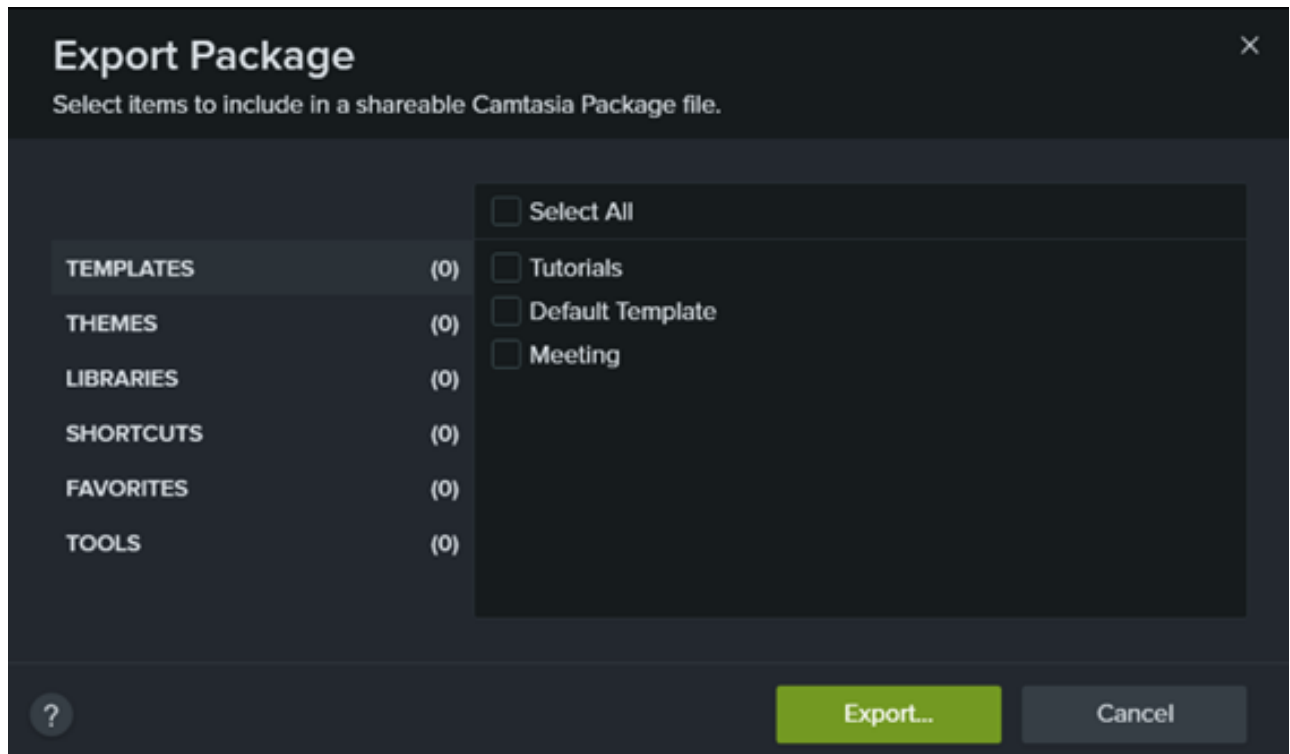 Export Package
Select items to include in a shareable Camtasia Package file.
Select All
TEMPLATES (0)
THEMES (0)
LIBRARIES (0)
SHORTCUTS (0)
FAVORITES (0)
TOOLS (0)
Tutorials
Default Template
Meeting
?
Export...
Cancel